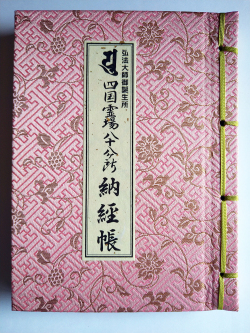 弘法大師御誕生所
四国霊場八十八ヶ所 納経帳